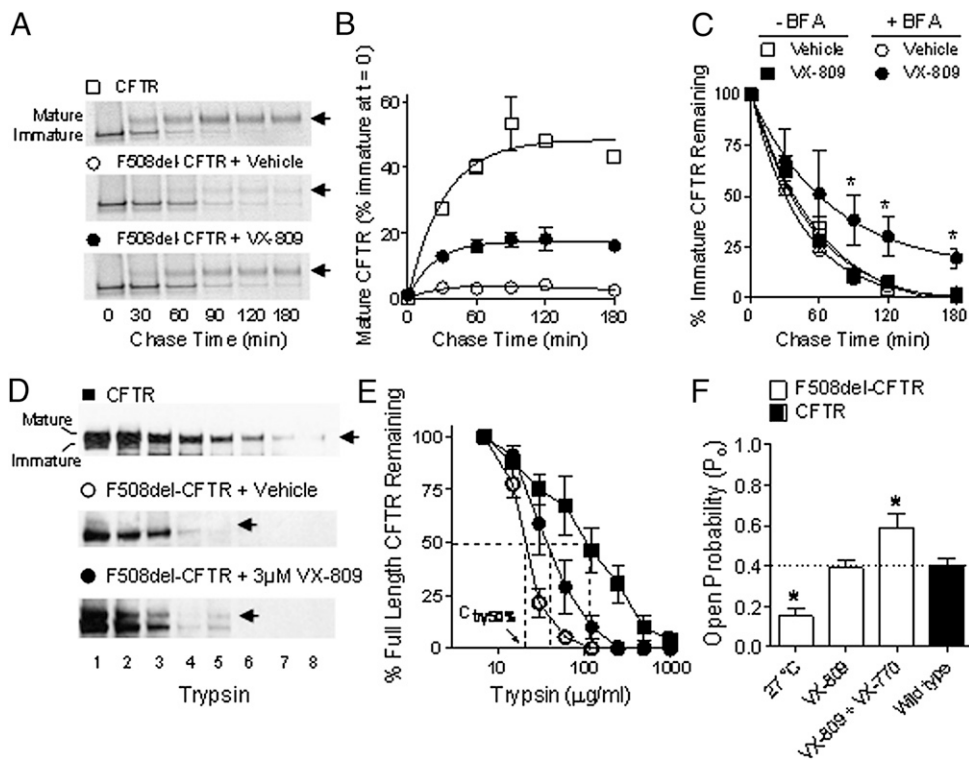 A
CFTR
Mature
Immature
F508del-CFTR + Vehicle
F508del-CFTR + VX-809
0 30 60 90 120 180
Chase Time (min)
B
Mature CFTR (% immature at t = 0)
60
40
20
0
0 60 120 180
Chase Time (min)
C
- BFA + BFA
Vehicle Vehicle
VX-809 VX-809
% Immature CFTR Remaining
100
75
50
25
0
* * *
0 60 120 180
Chase Time (min)
D
CFTR
Mature
Immature
F508del-CFTR + Vehicle
F508del-CFTR + 3µM VX-809
1 2 3 4 5 6 7 8
Trypsin
E
% Full Length CFTR Remaining
100
75
50
25
0
C try50%
10 100 1000
Trypsin (µg/ml)
F
F508del-CFTR
CFTR
Open Probability (Po)
1.0
0.8
0.6
0.4
0.2
0.0
* *
27 °C
VX-809
VX-809 + VX-770
Wild type